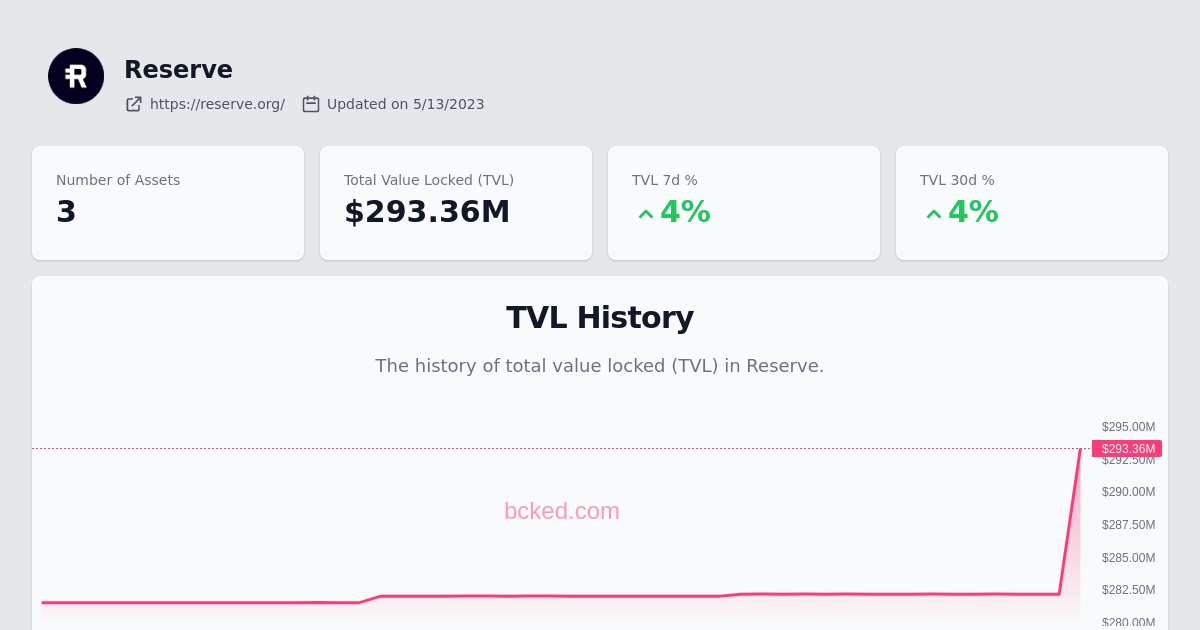 Reserve
https://reserve.org/ Updated on 5/13/2023
Number of Assets
3
Total Value Locked (TVL)
$293.36M
TVL 7d %
4%
TVL 30d %
4%
TVL History
The history of total value locked (TVL) in Reserve.
$295.00M
$293.36M
$292.50M
$290.00M
bcked.com
$287.50M
$285.00M
$282.50M
$280.00M